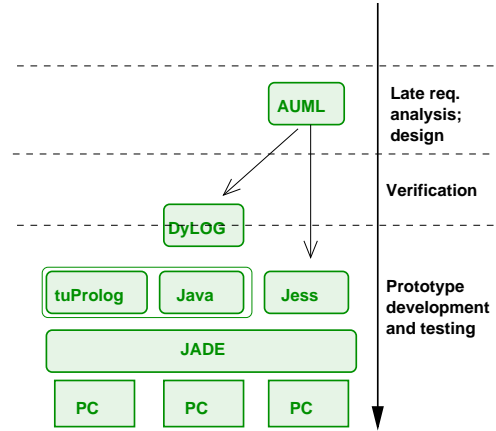 AUML
Late req.
analysis;
design
Verification
DyLOG
tuProlog
Java
Jess
Prototype
development
and testing
JADE
PC
PC
PC